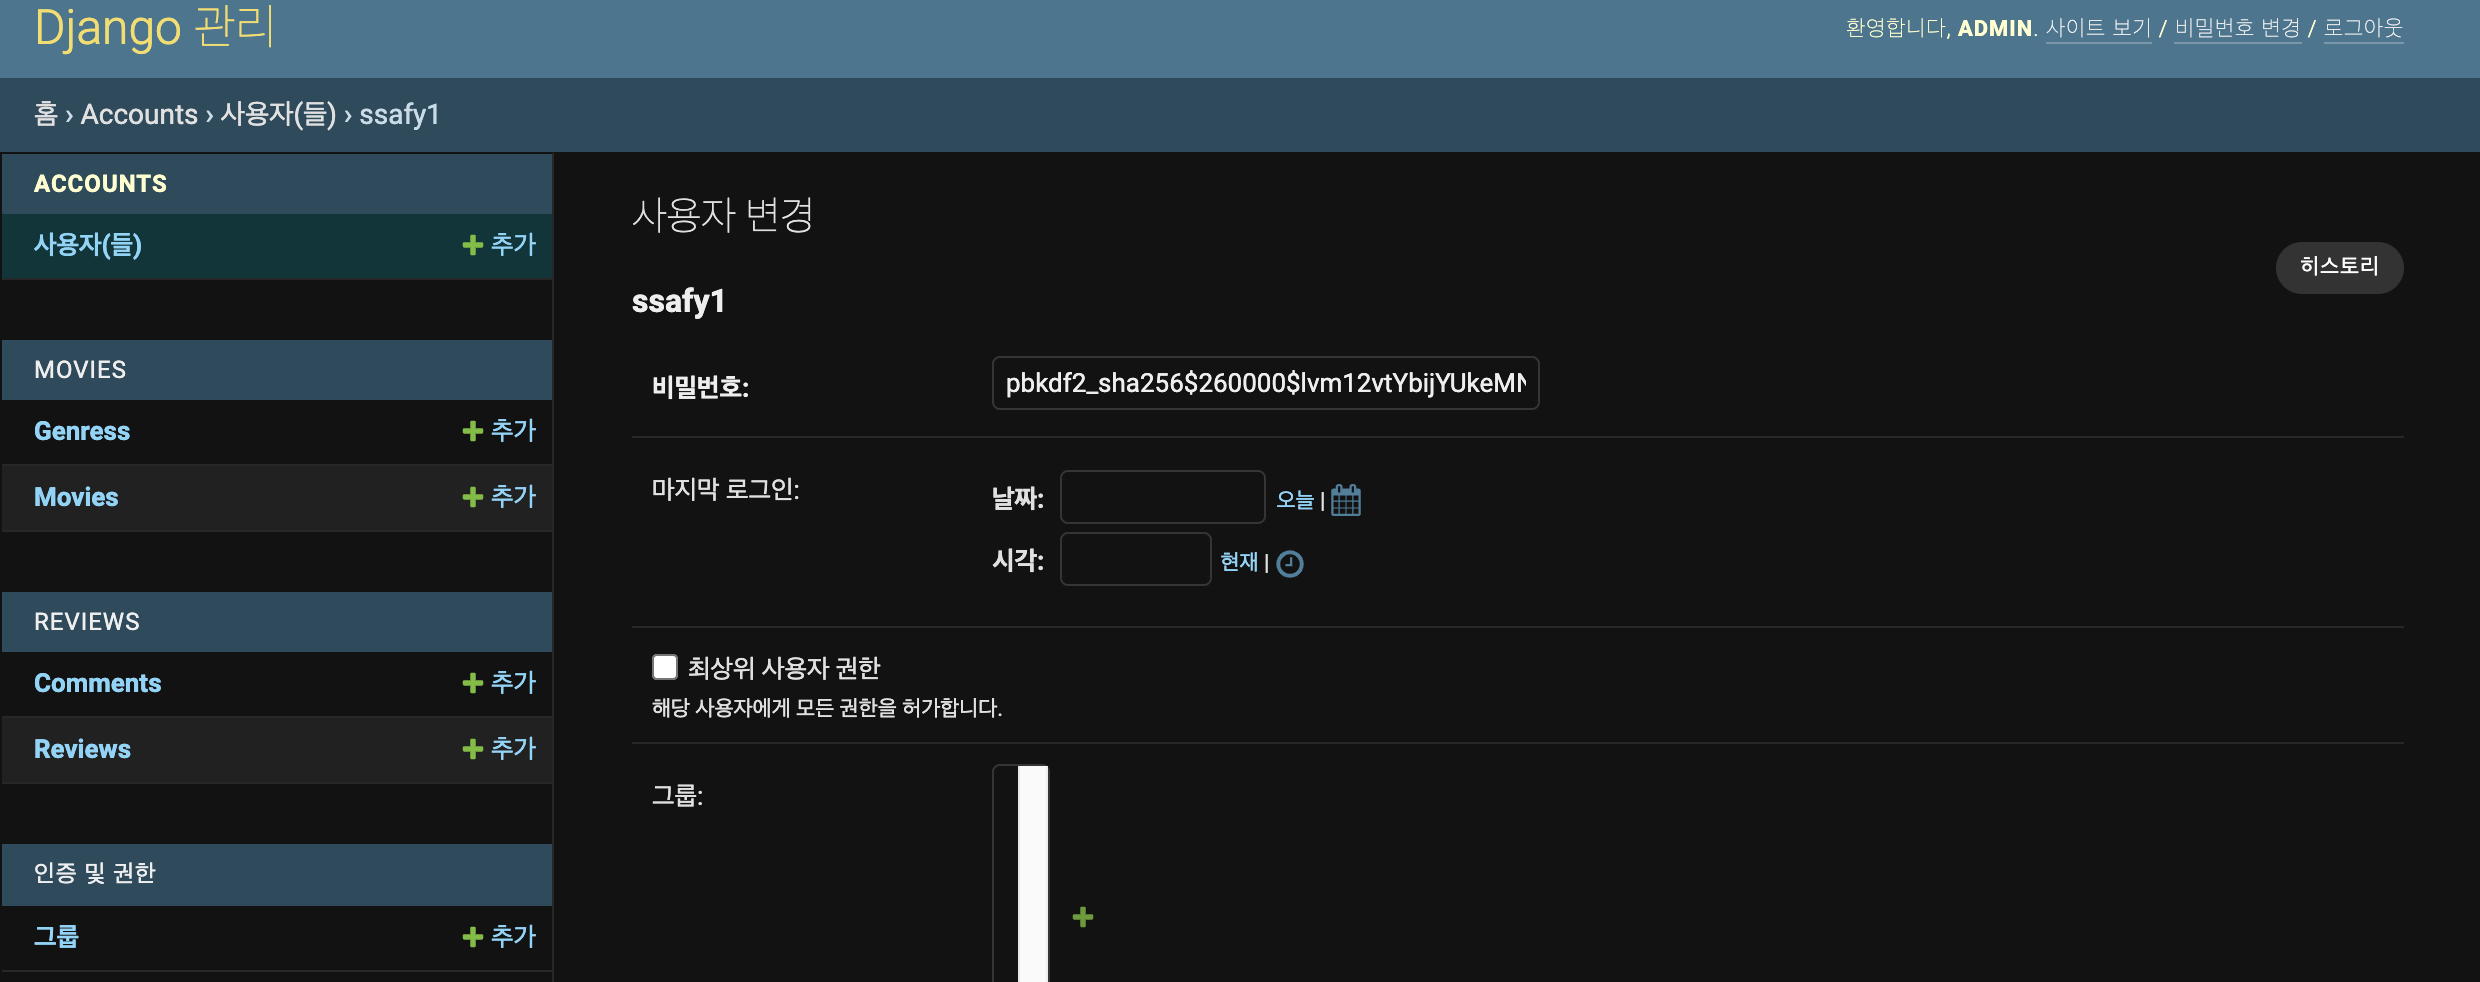 Django 관리
환영합니다, ADMIN. 사이트 보기 / 비밀번호 변경 / 로그아웃
홈 › Accounts › 사용자(들) › ssafy1
ACCOUNTS
사용자(들) 추가
MOVIES
Genress 추가
Movies 추가
REVIEWS
Comments 추가
Reviews 추가
인증 및 권한
그룹 추가
사용자 변경
히스토리
ssafy1
비밀번호: pbkdf2_sha256$260000$lvm12vtYbijYUkeM
마지막 로그인: 날짜: 오늘 |
시각: 현재 |
최상위 사용자 권한
해당 사용자에게 모든 권한을 허가합니다.
그룹: